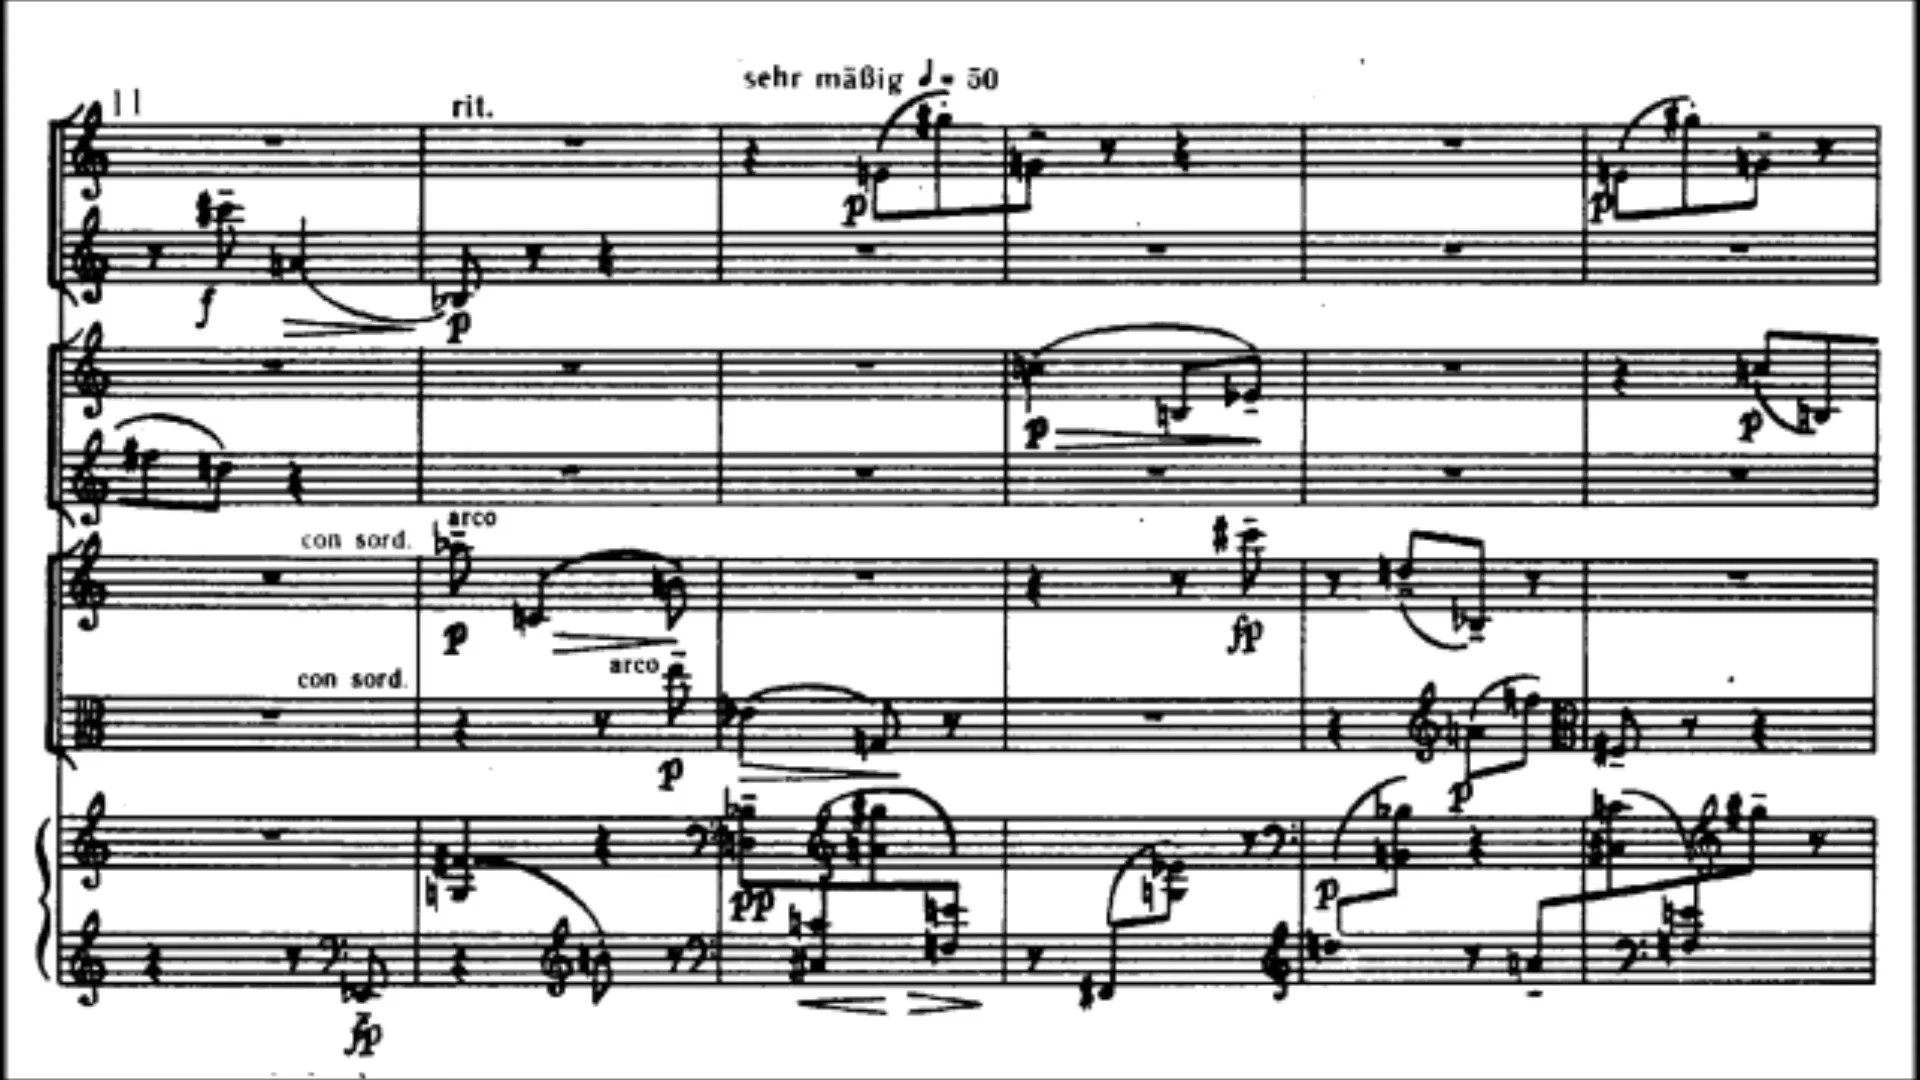 sehr mäßig ♩= 50
11
rit.
p
p
f
p
p
p
arco
con sord.
p
fp
arco
con sord.
p
p
pp
p
fp